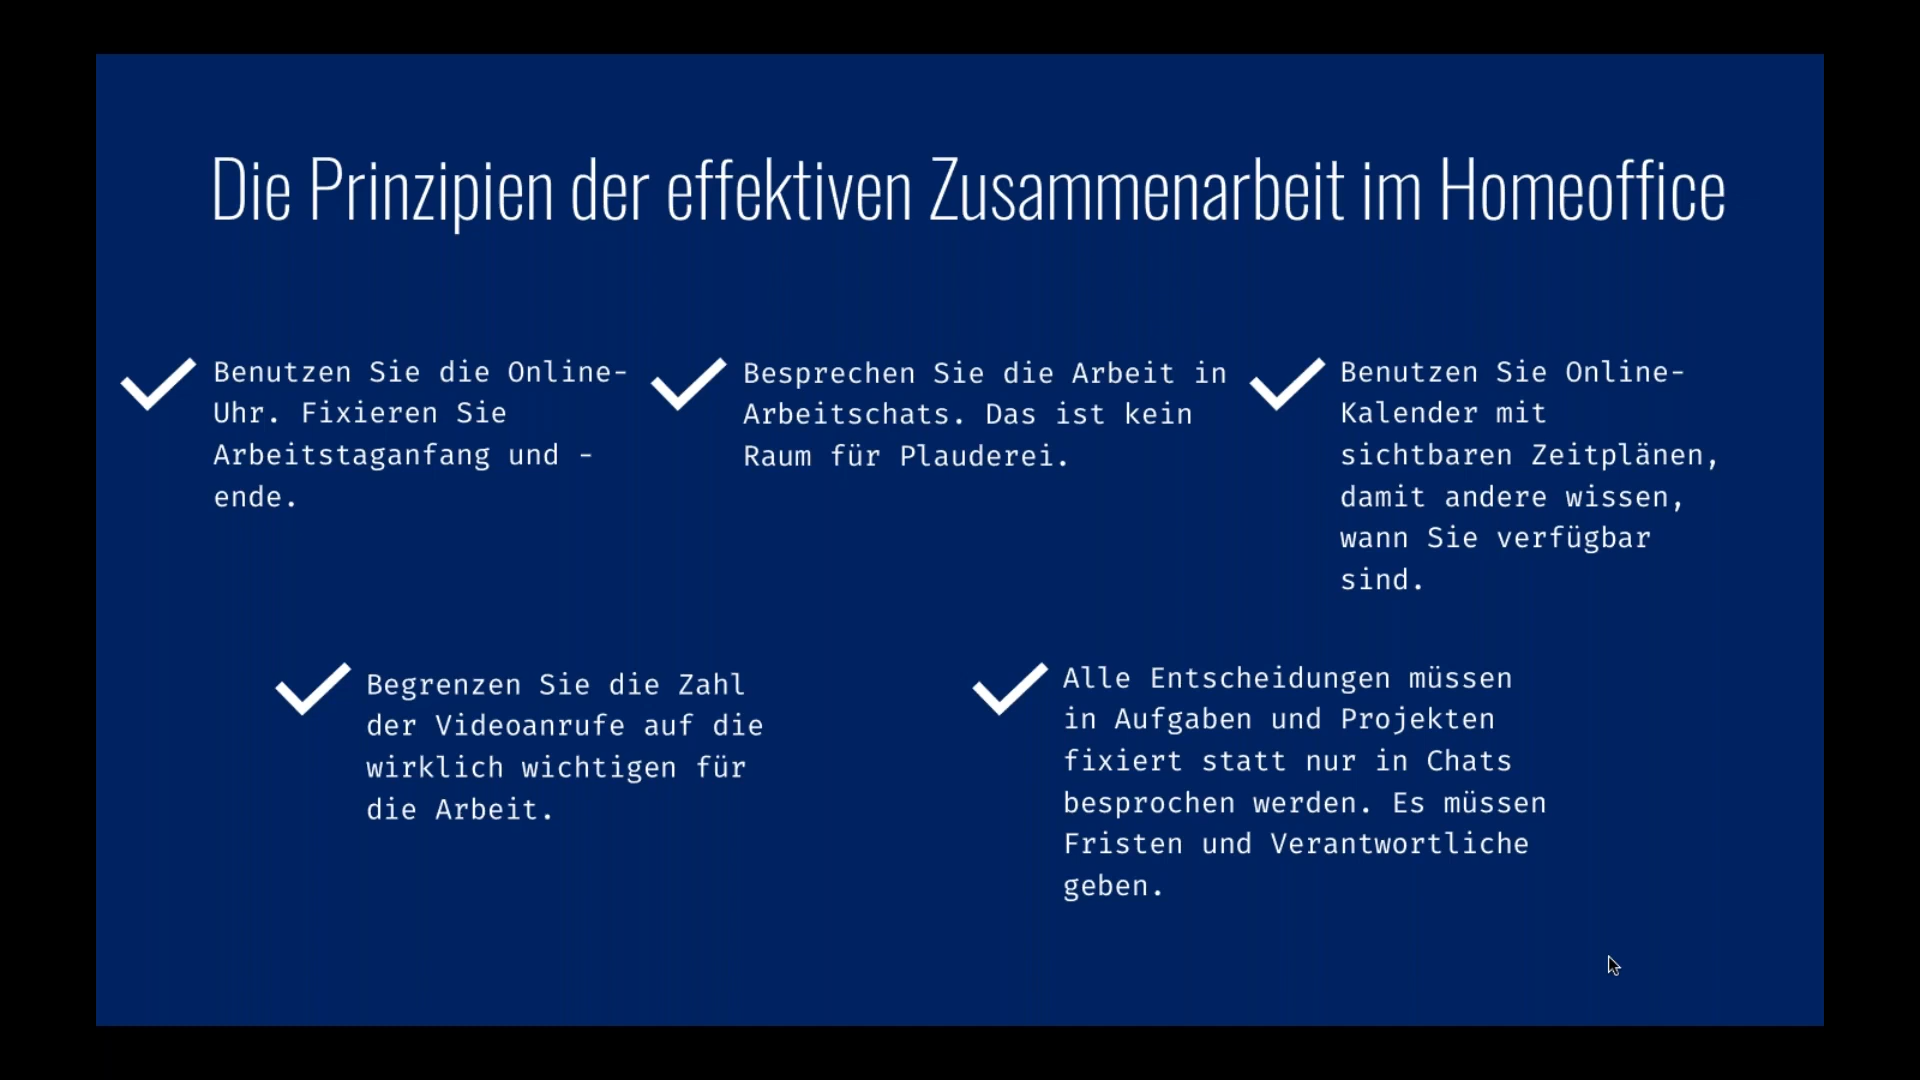 Die Prinzipien der effektiven Zusammenarbeit im Homeoffice
Benutzen Sie die Online-
Uhr. Fixieren Sie
Arbeitstaganfang und -
ende.
Besprechen Sie die Arbeit in
Arbeitschats. Das ist kein
Raum für Plauderei.
Benutzen Sie Online-
Kalender mit
sichtbaren Zeitplänen,
damit andere wissen,
wann Sie verfügbar
sind.
Begrenzen Sie die Zahl
der Videoanrufe auf die
wirklich wichtigen für
die Arbeit.
Alle Entscheidungen müssen
in Aufgaben und Projekten
fixiert statt nur in Chats
besprochen werden. Es müssen
Fristen und Verantwortliche
geben.